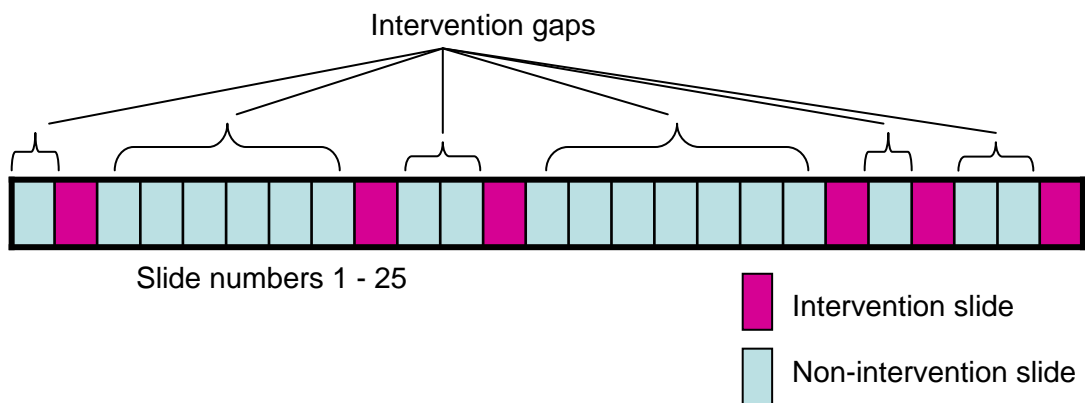 Intervention gaps
Slide numbers 1 - 25
Intervention slide
Non-intervention slide